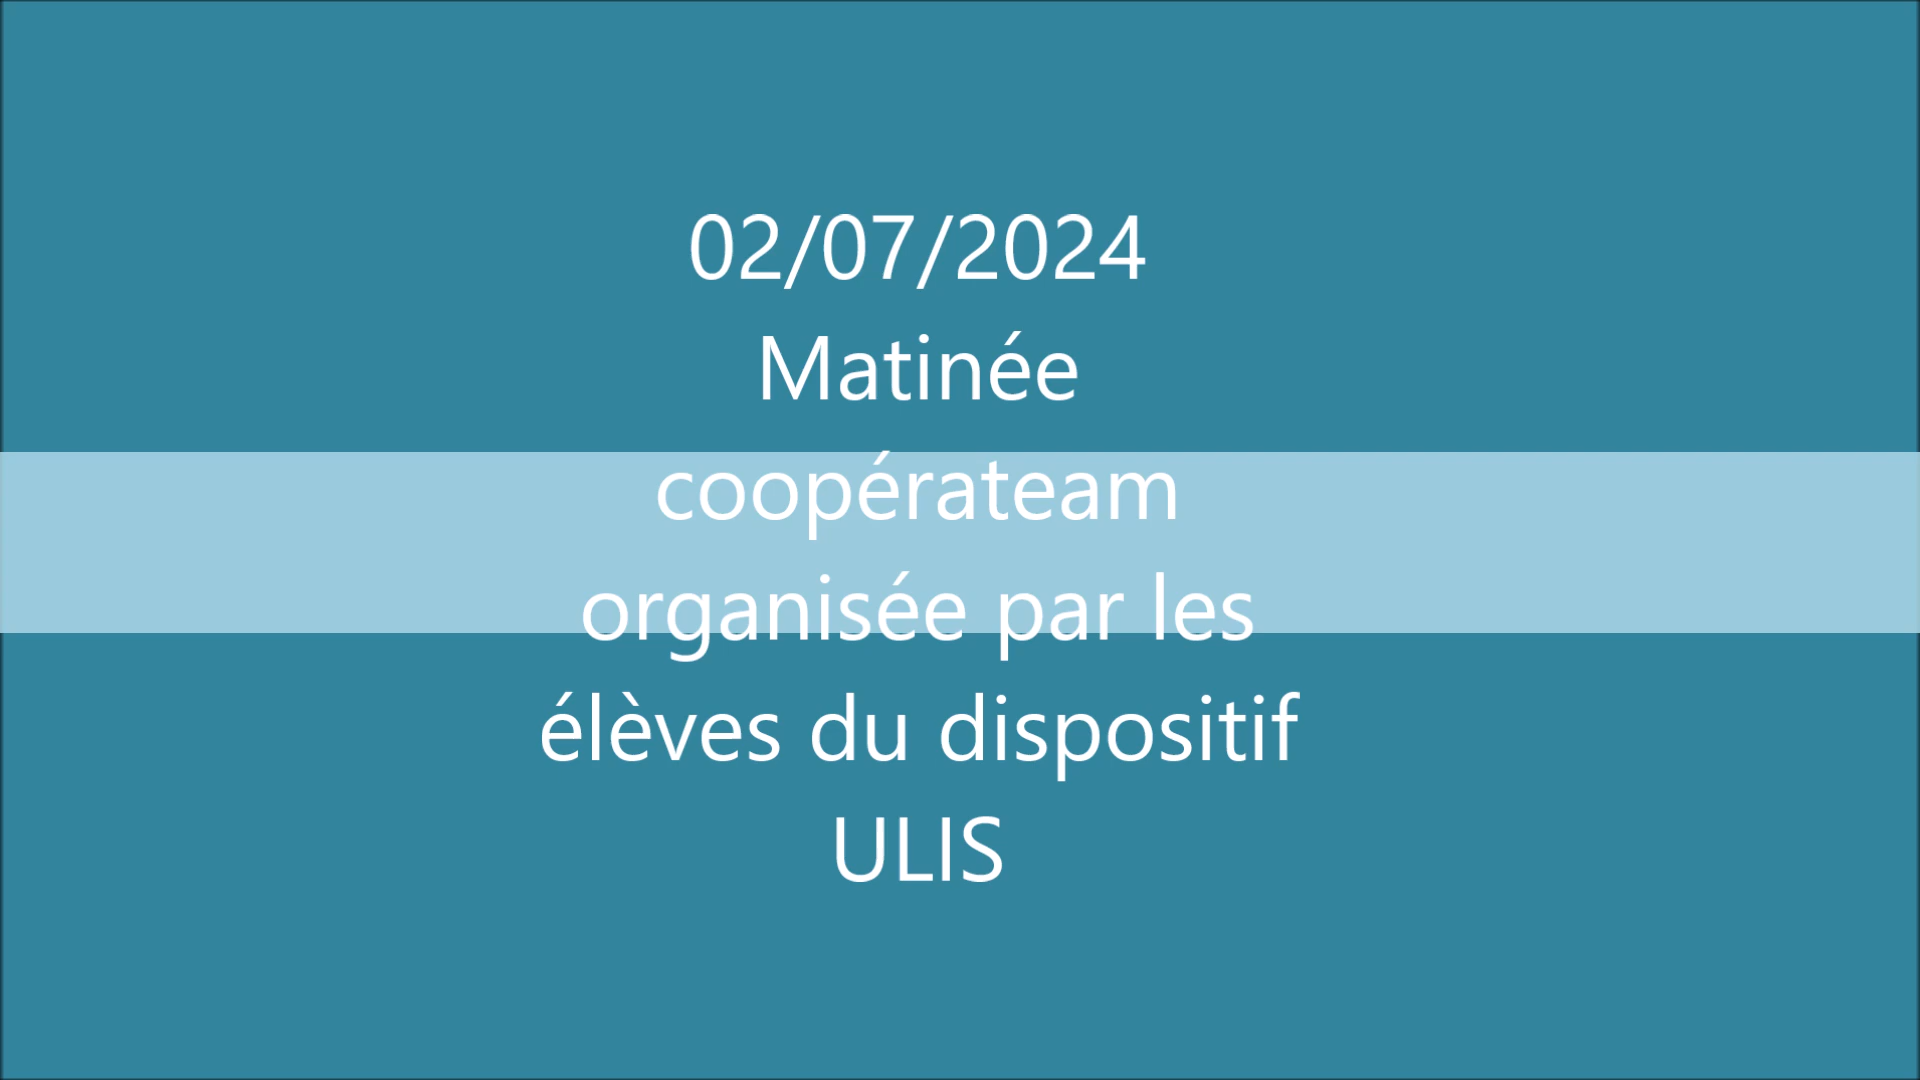 02/07/2024
Matinée
coopérateam
organisée par les
élèves du dispositif
ULIS